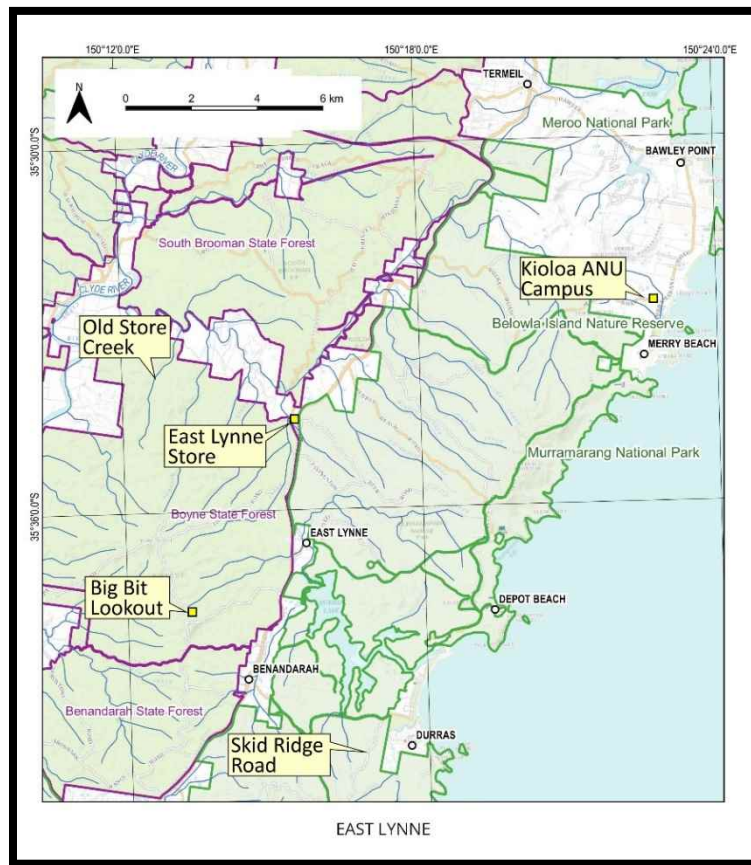 150°12'0.0"E
150°18'0.0"E
150°24'0.0"E
N
0 2 4 6 km
TERMEIL
Meroo National Park
35°30'0.0"S
BAWLEY POINT
CLYDE RIVER
South Brooman State Forest
Kioloa ANU
Campus
CLYDE RIVER
Old Store
Creek
Belowla Island Nature Reserve
MERRY BEACH
East Lynne
Store
Murramarang National Park
35°36'0.0"S
Boyne State Forest
EAST LYNNE
Big Bit
Lookout
DEPOT BEACH
BENANDARAH
Benandarah State Forest
Skid Ridge
Road
DURRAS
EAST LYNNE